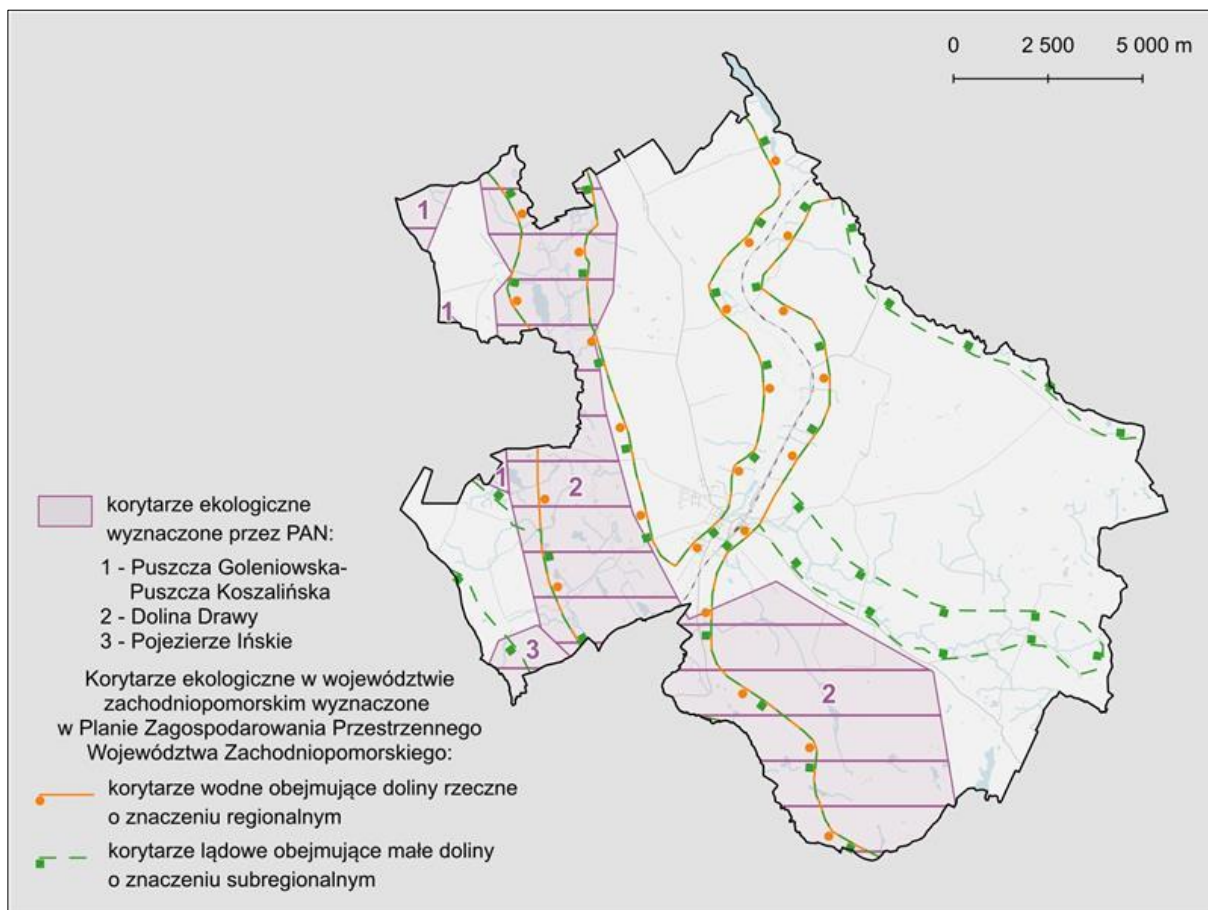 0 2 500 5 000 m
1
1
1
2
3
2
korytarze ekologiczne
wyznaczone przez PAN:
1 - Puszcza Goleniowska-
Puszcza Koszalińska
2 - Dolina Drawy
3 - Pojezierze Ińskie
Korytarze ekologiczne w województwie
zachodniopomorskim wyznaczone
w Planie Zagospodarowania Przestrzennego
Województwa Zachodniopomorskiego:
korytarze wodne obejmujące doliny rzeczne
o znaczeniu regionalnym
korytarze lądowe obejmujące małe doliny
o znaczeniu subregionalnym